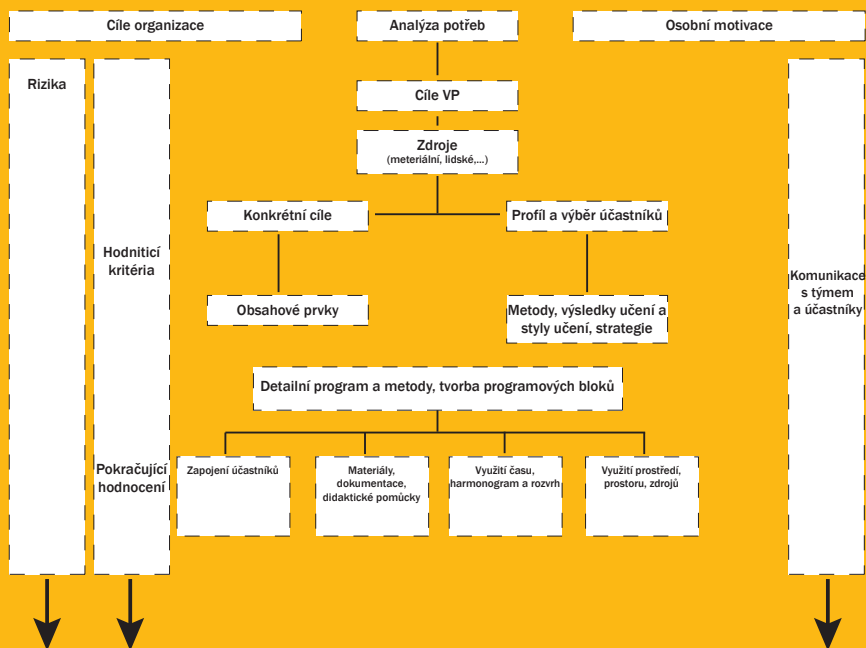 Cíle organizace
Analýza potřeb
Osobní motivace
Rizika
Cíle VP
Zdroje
(meteriální, lidské,...)
Konkrétní cíle
Profíl a výběr účastníků
Hodniticí
kritéria
Komunikace
s týmem
a účastníky
Obsahové prvky
Metody, výsledky učení a
styly učení, strategie
Detailní program a metody, tvorba programových bloků
Pokračující
hodnocení
Zapojení účastníků
Materiály,
dokumentace,
didaktické pomůcky
Využití času,
harmonogram a rozvrh
Využití prostředí,
prostoru, zdrojů